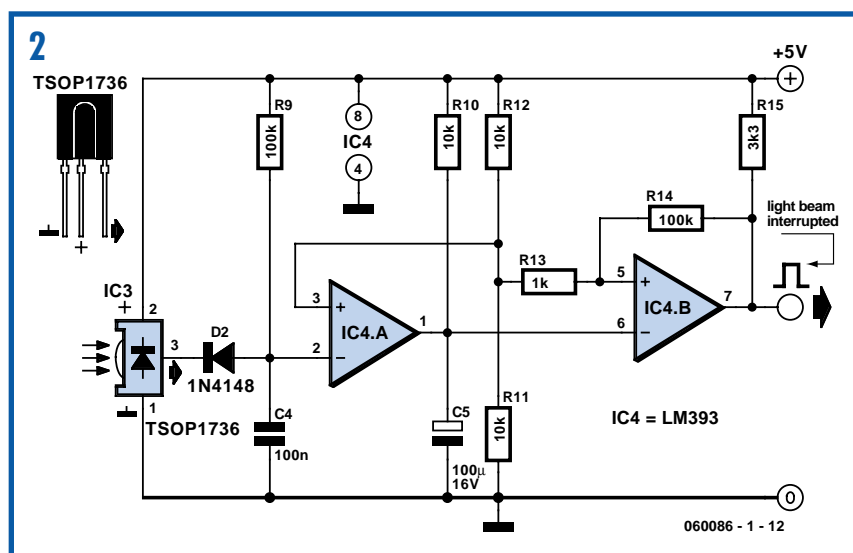 2
TSOP1736
+
IC3
+
2
3
1
TSOP1736
D2
1N4148
R9
100k
C4
100n
8
IC4
4
3
+
2
–
IC4.A
1
R10
10k
C5
100µ
16V
R12
10k
R13
1k
R11
10k
R14
100k
5
+
6
–
IC4.B
7
+5V
+
R15
3k3
light beam
interrupted
IC4 = LM393
0
060086 - 1 - 12